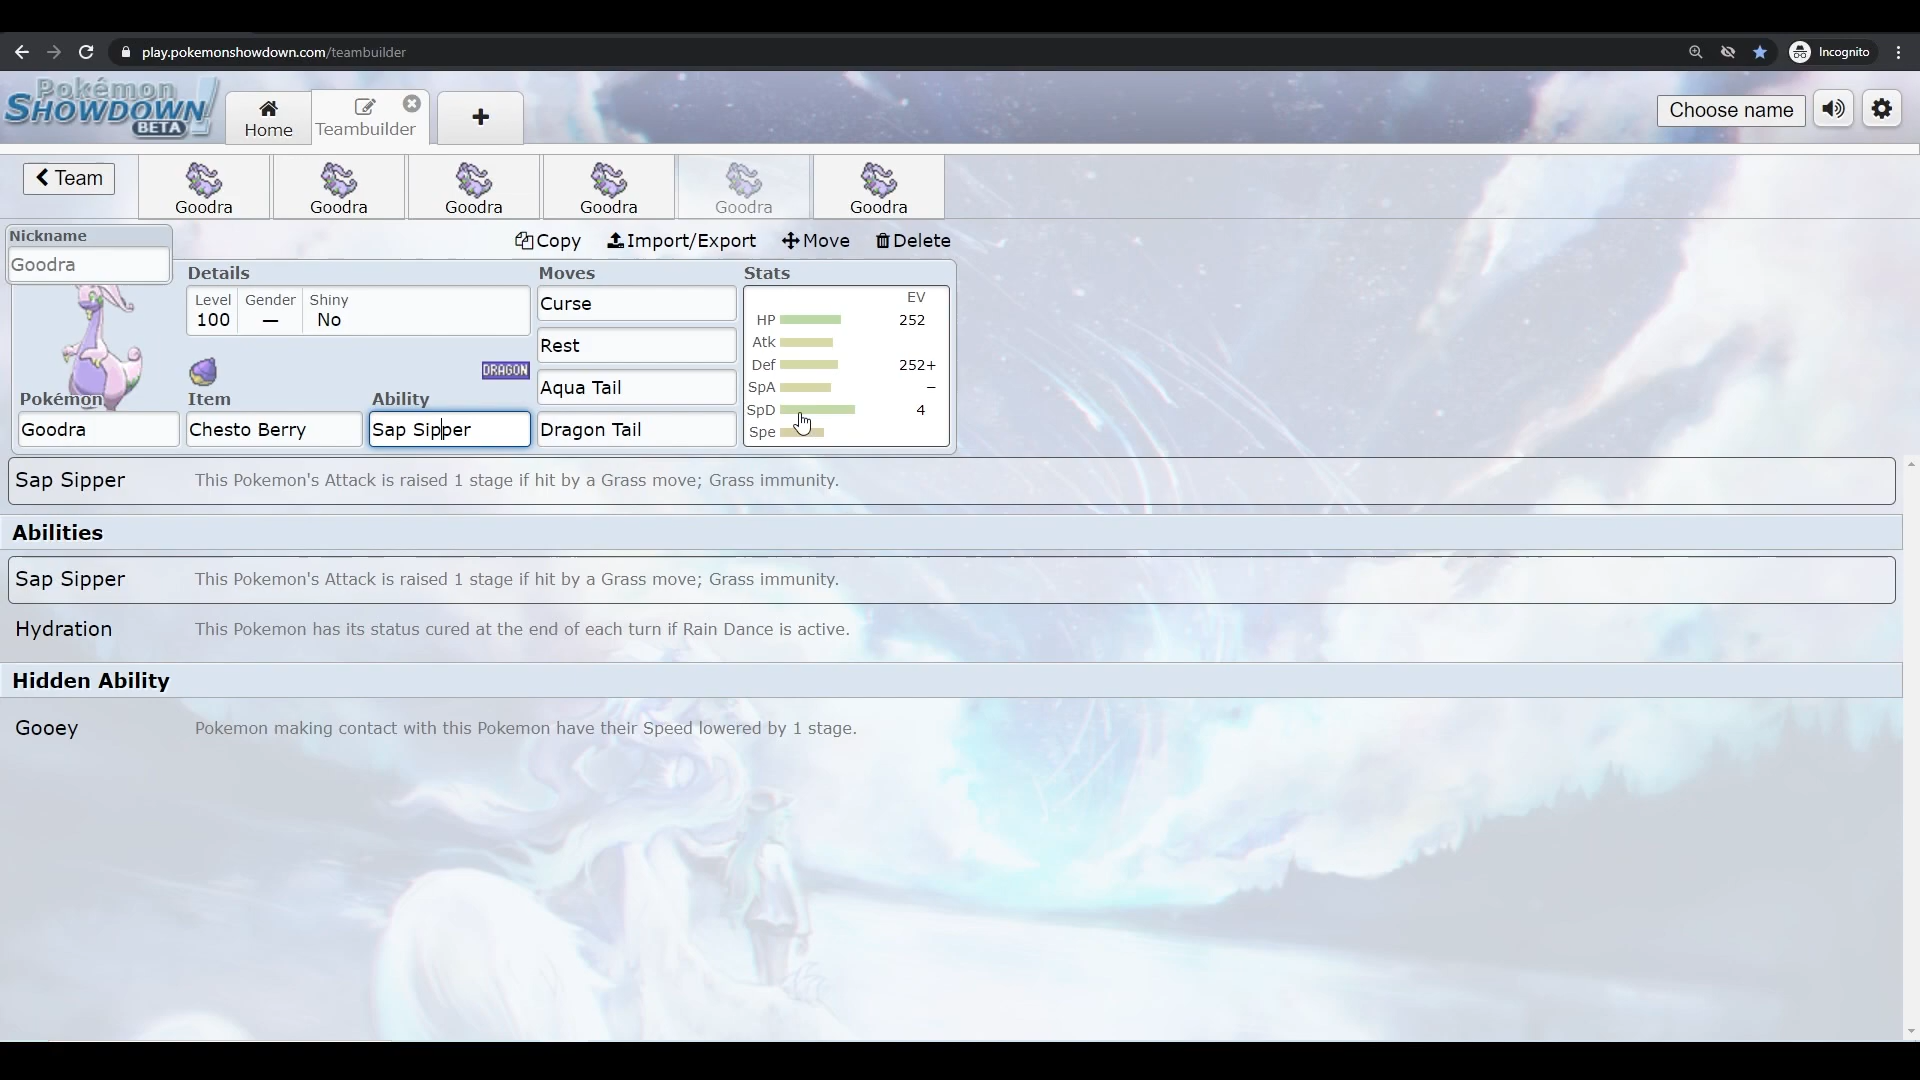 play.pokemonshowdown.com/teambuilder
Incognito
Pokémon
SHOWDOWN!
BETA
Home
Teambuilder
+
Choose name
Team
Goodra
Goodra
Goodra
Goodra
Goodra
Goodra
Nickname
Goodra
Copy
Import/Export
Move
Delete
Details
Moves
Stats
Level
Gender
Shiny
100
—
No
DRAGON
Pokémon
Item
Ability
Goodra
Chesto Berry
Sap Sipper
Curse
Rest
Aqua Tail
Dragon Tail
EV
HP 252
Atk
Def 252+
SpA −
SpD 4
Spe
Sap Sipper This Pokemon's Attack is raised 1 stage if hit by a Grass move; Grass immunity.
Abilities
Sap Sipper This Pokemon's Attack is raised 1 stage if hit by a Grass move; Grass immunity.
Hydration This Pokemon has its status cured at the end of each turn if Rain Dance is active.
Hidden Ability
Gooey Pokemon making contact with this Pokemon have their Speed lowered by 1 stage.